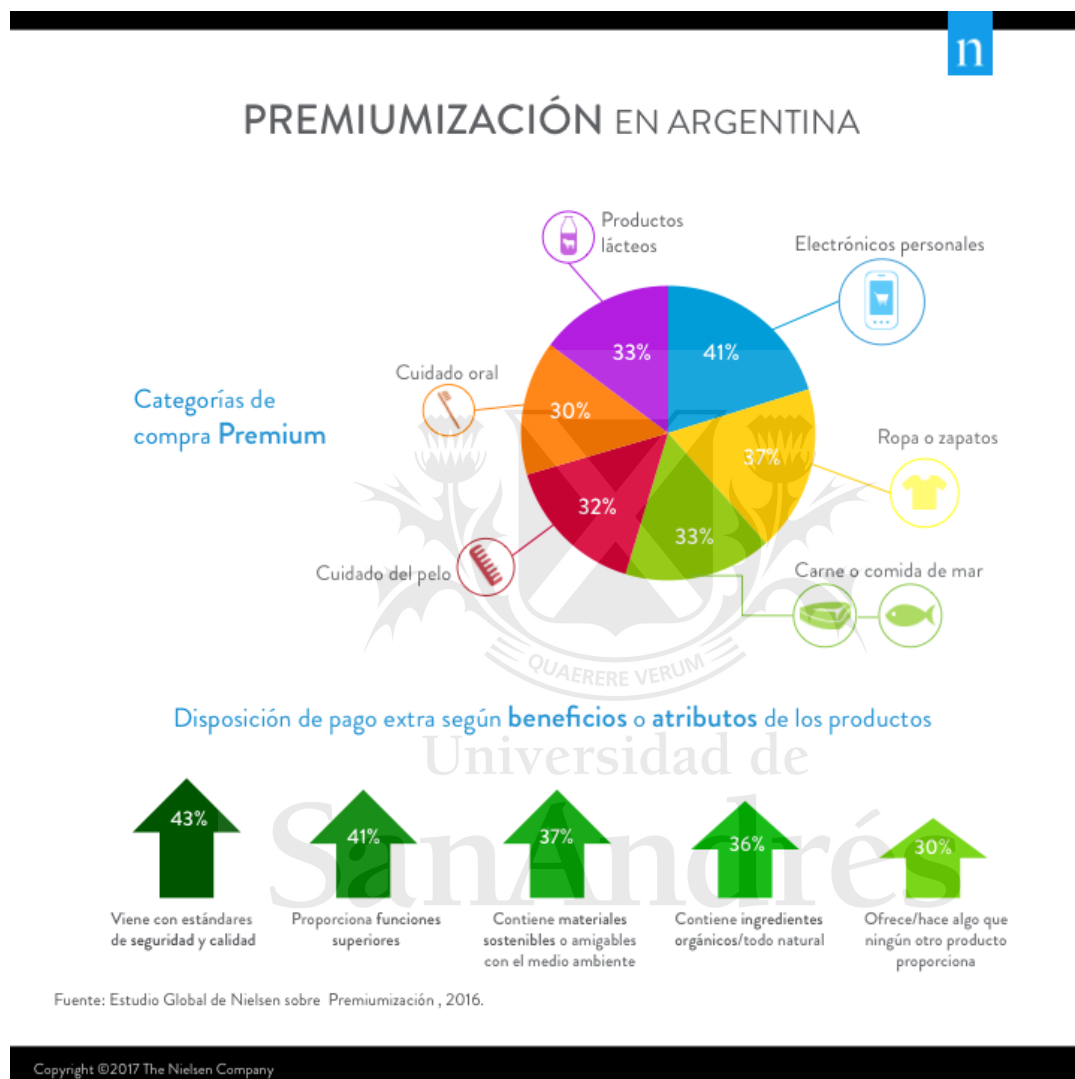 n
PREMIUMIZACIÓN EN ARGENTINA
Productos
lácteos
Electrónicos personales
33%
41%
Cuidado oral
30%
Categorías de
compra Premium
Ropa o zapatos
37%
32%
33%
Cuidado del pelo
Carne o comida de mar
QUAERERE VERUM
Disposición de pago extra según beneficios o atributos de los productos
Universidad de
SanAndrés
43%
41%
37%
36%
30%
Viene con estándares
de seguridad y calidad
Proporciona funciones
superiores
Contiene materiales
sostenibles o amigables
con el medio ambiente
Contiene ingredientes
orgánicos/todo natural
Ofrece/hace algo que
ningún otro producto
proporciona
Fuente: Estudio Global de Nielsen sobre Premiumización , 2016.
Copyright ©2017 The Nielsen Company